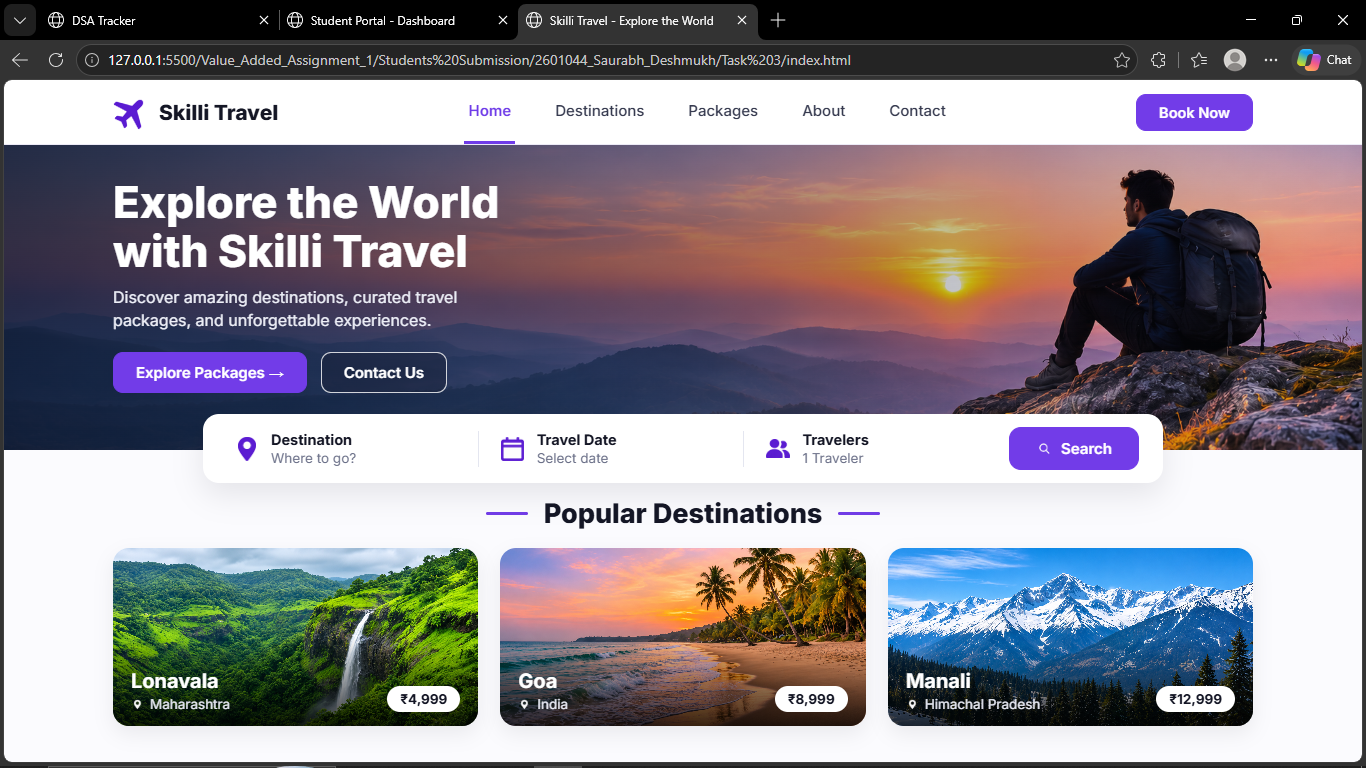 DSA Tracker
Student Portal - Dashboard
Skilli Travel - Explore the World
127.0.0.1:5500/Value_Added_Assignment_1/Students%20Submission/2601044_Saurabh_Deshmukh/Task%203/index.html
Chat
Skilli Travel
Home
Destinations
Packages
About
Contact
Book Now
Explore the World
with Skilli Travel
Discover amazing destinations, curated travel
packages, and unforgettable experiences.
Explore Packages →
Contact Us
Destination
Where to go?
Travel Date
Select date
Travelers
1 Traveler
Search
Popular Destinations
Lonavala
Maharashtra
₹4,999
Goa
India
₹8,999
Manali
Himachal Pradesh
₹12,999